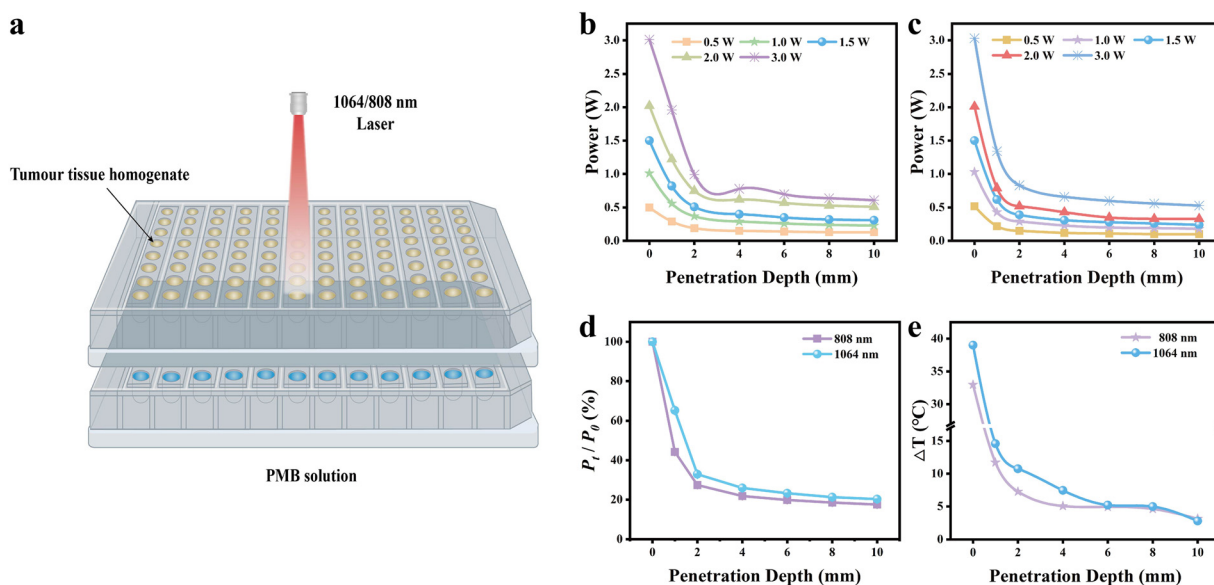 a
1064/808 nm
Laser
Tumour tissue homogenate
PMB solution
b
0.5 W 1.0 W 1.5 W
2.0 W 3.0 W
Power (W)
3.0
2.5
2.0
1.5
1.0
0.5
0.0
0 2 4 6 8 10
Penetration Depth (mm)
c
0.5 W 1.0 W 1.5 W
2.0 W 3.0 W
Power (W)
3.0
2.5
2.0
1.5
1.0
0.5
0.0
0 2 4 6 8 10
Penetration Depth (mm)
d
808 nm
1064 nm
Pt / P0 (%)
100
80
60
40
20
0
0 2 4 6 8 10
Penetration Depth (mm)
e
808 nm
1064 nm
△T (℃)
40
35
30
15
10
5
0
0 2 4 6 8 10
Penetration Depth (mm)